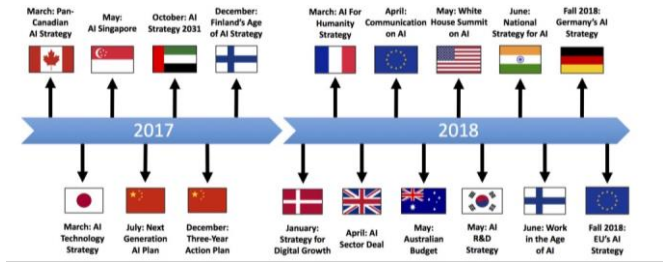 March: Pan-
Canadian
AI Strategy
May:
AI Singapore
October: AI
Strategy 2031
December:
Finland's Age
of AI Strategy
March: AI For
Humanity
Strategy
April:
Communication
on AI
May: White
House Summit
on AI
June:
National
Strategy for AI
Fall 2018:
Germany's AI
Strategy
2017
2018
March: AI
Technology
Strategy
July: Next
Generation
AI Plan
December:
Three-Year
Action Plan
January:
Strategy for
Digital Growth
April: AI
Sector Deal
May:
Australian
Budget
May: AI
R&D
Strategy
June: Work
in the Age
of AI
Fall 2018:
EU's AI
Strategy